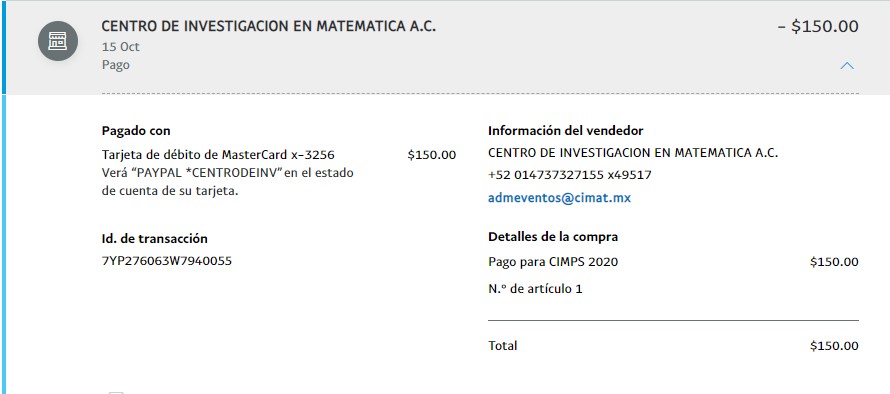 CENTRO DE INVESTIGACION EN MATEMATICA A.C.
- $150.00
15 Oct
Pago
Pagado con
Tarjeta de débito de MasterCard x-3256 $150.00
Verá “PAYPAL *CENTRODEINV” en el estado
de cuenta de su tarjeta.
Id. de transacción
7YP276063W7940055
Información del vendedor
CENTRO DE INVESTIGACION EN MATEMATICA A.C.
+52 014737327155 x49517
admeventos@cimat.mx
Detalles de la compra
Pago para CIMPS 2020 $150.00
N.º de artículo 1
Total $150.00